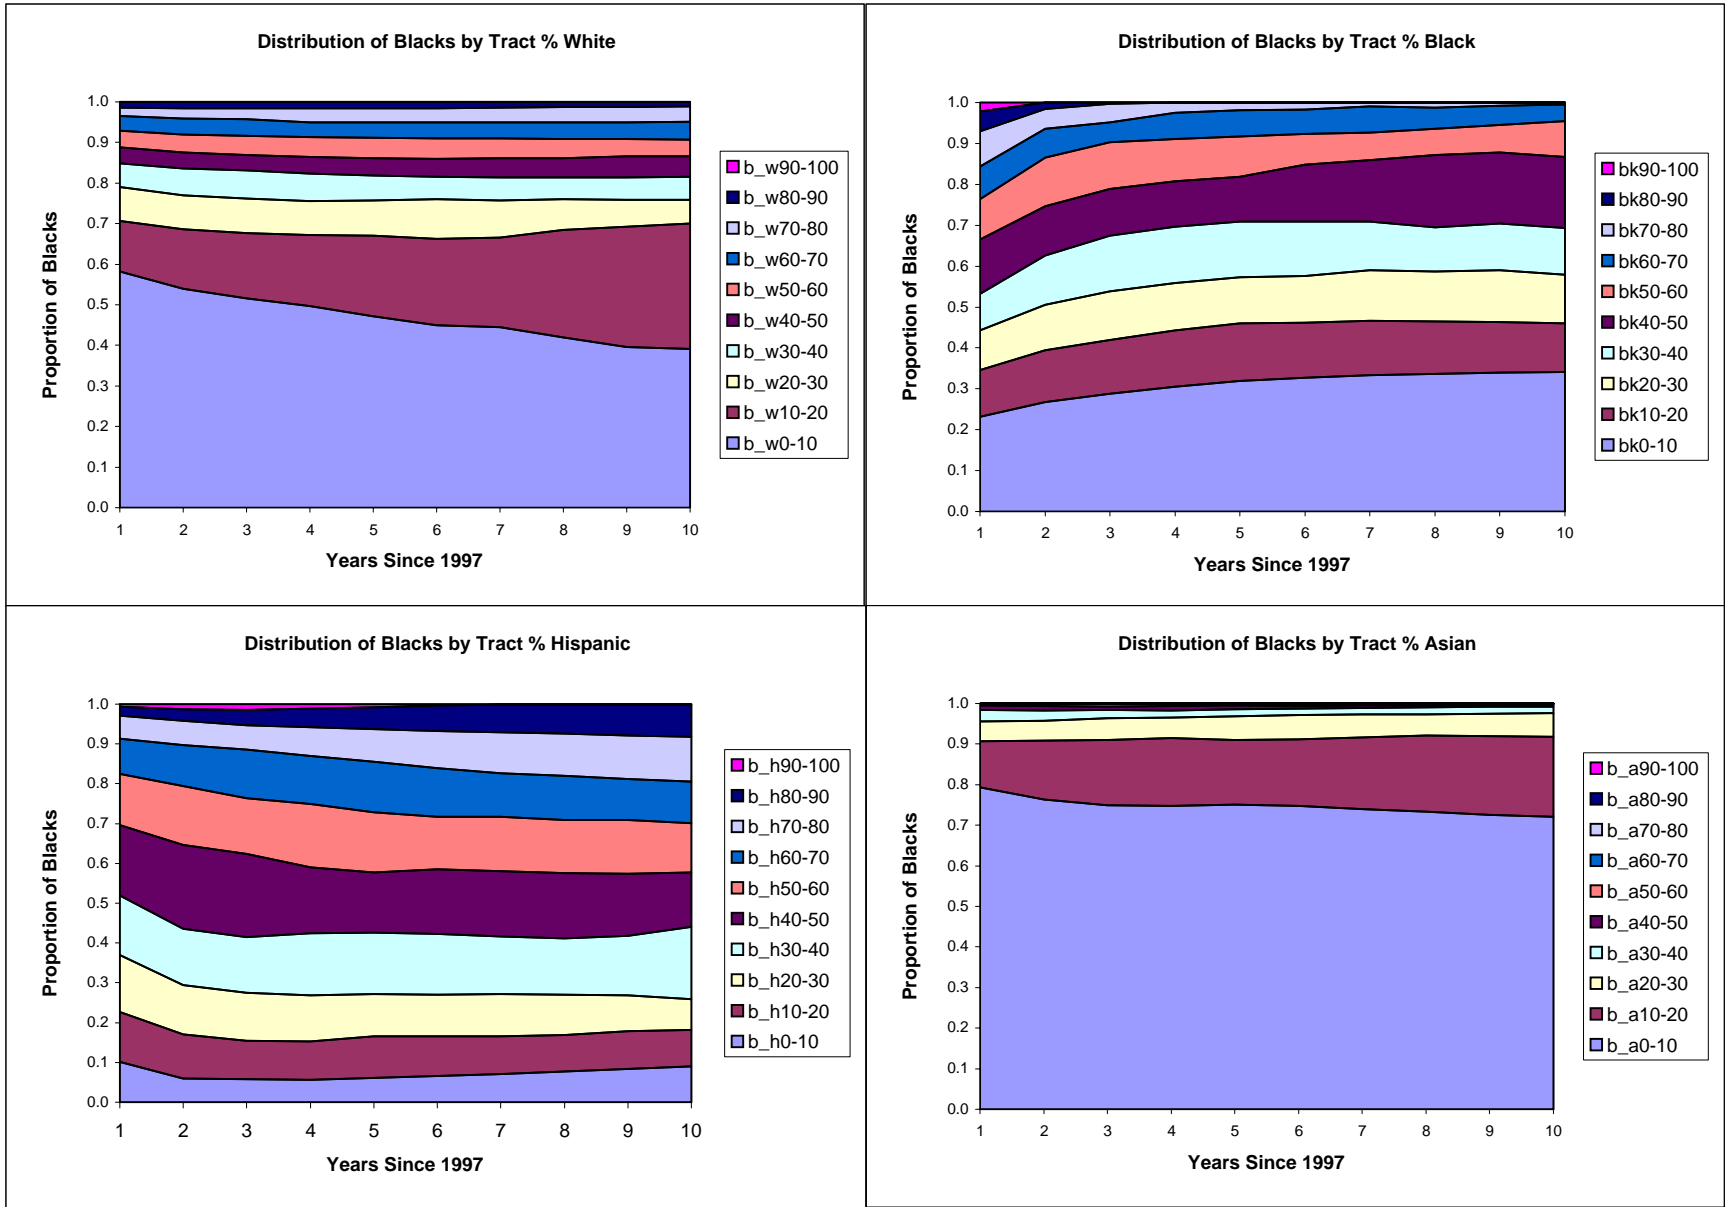 Distribution of Blacks by Tract % White
Proportion of Blacks
1.0
0.9
0.8
0.7
0.6
0.5
0.4
0.3
0.2
0.1
0.0
1 2 3 4 5 6 7 8 9 10
Years Since 1997
b_w90-100
b_w80-90
b_w70-80
b_w60-70
b_w50-60
b_w40-50
b_w30-40
b_w20-30
b_w10-20
b_w0-10
Distribution of Blacks by Tract % Black
Proportion of Blacks
1.0
0.9
0.8
0.7
0.6
0.5
0.4
0.3
0.2
0.1
0.0
1 2 3 4 5 6 7 8 9 10
Years Since 1997
bk90-100
bk80-90
bk70-80
bk60-70
bk50-60
bk40-50
bk30-40
bk20-30
bk10-20
bk0-10
Distribution of Blacks by Tract % Hispanic
Proportion of Blacks
1.0
0.9
0.8
0.7
0.6
0.5
0.4
0.3
0.2
0.1
0.0
1 2 3 4 5 6 7 8 9 10
Years Since 1997
b_h90-100
b_h80-90
b_h70-80
b_h60-70
b_h50-60
b_h40-50
b_h30-40
b_h20-30
b_h10-20
b_h0-10
Distribution of Blacks by Tract % Asian
Proportion of Blacks
1.0
0.9
0.8
0.7
0.6
0.5
0.4
0.3
0.2
0.1
0.0
1 2 3 4 5 6 7 8 9 10
Years Since 1997
b_a90-100
b_a80-90
b_a70-80
b_a60-70
b_a50-60
b_a40-50
b_a30-40
b_a20-30
b_a10-20
b_a0-10